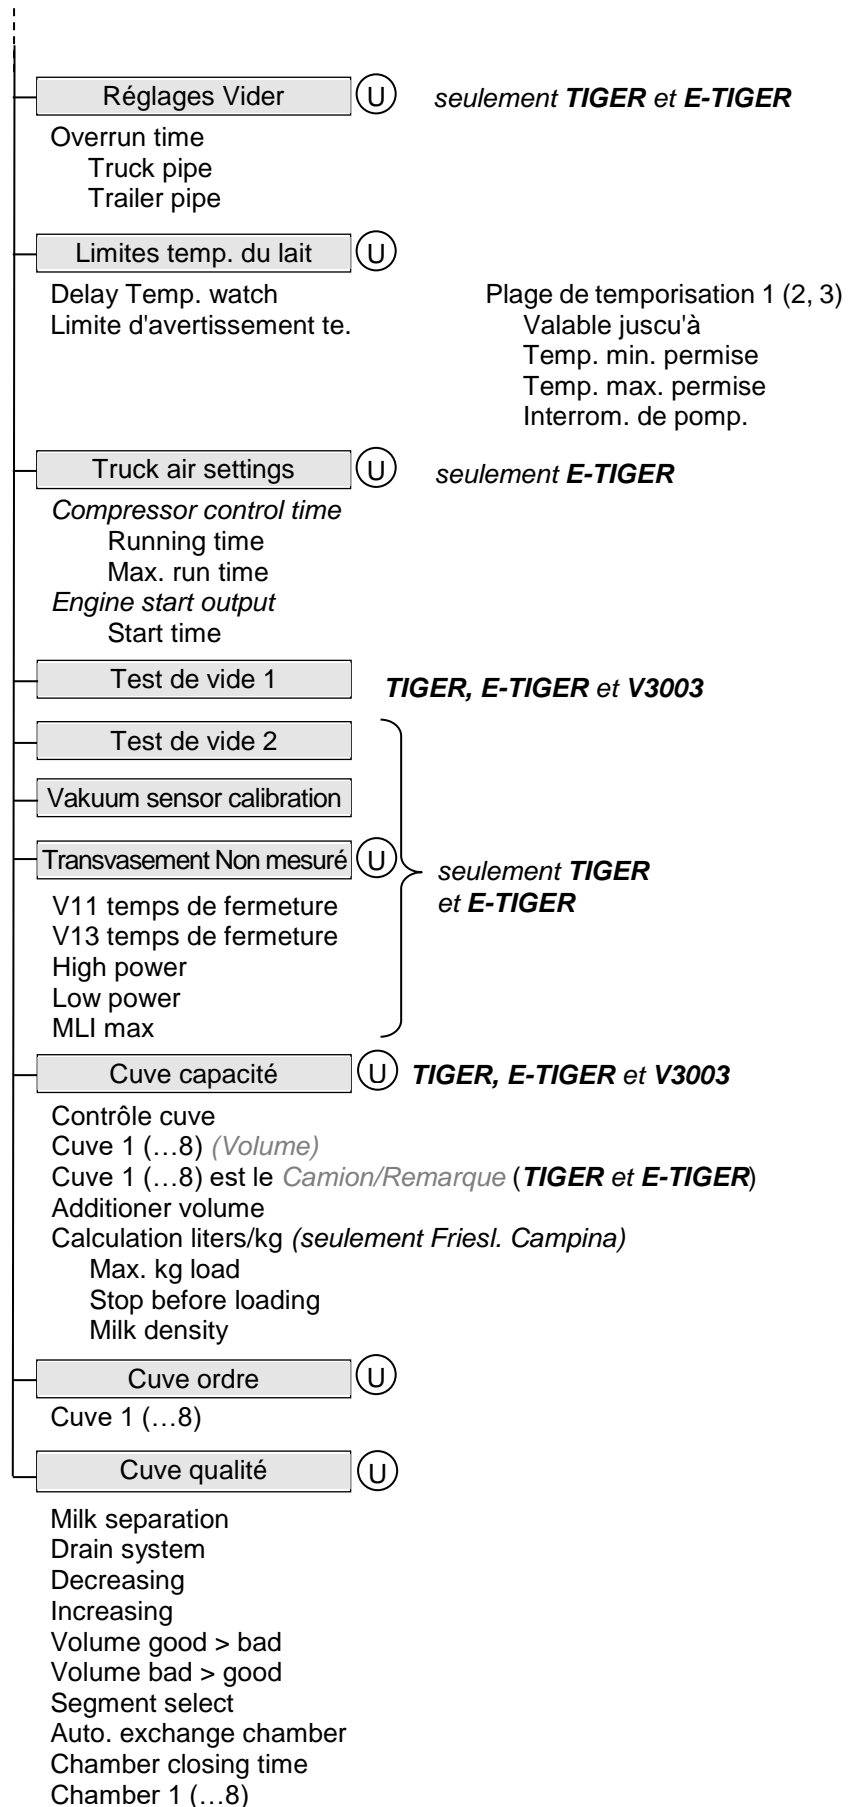 Réglages Vider U seulement TIGER et E-TIGER
Overrun time
Truck pipe
Trailer pipe
Limites temp. du lait U
Delay Temp. watch
Limite d'avertissement te.
Plage de temporisation 1 (2, 3)
Valable juscu'à
Temp. min. permise
Temp. max. permise
Interrom. de pomp.
Truck air settings U seulement E-TIGER
Compressor control time
Running time
Max. run time
Engine start output
Start time
Test de vide 1 TIGER, E-TIGER et V3003
Test de vide 2
Vakuum sensor calibration
Transvasement Non mesuré U
seulement TIGER
et E-TIGER
V11 temps de fermeture
V13 temps de fermeture
High power
Low power
MLI max
Cuve capacité U TIGER, E-TIGER et V3003
Contrôle cuve
Cuve 1 (…8) (Volume)
Cuve 1 (…8) est le Camion/Remarque (TIGER et E-TIGER)
Additioner volume
Calculation liters/kg (seulement Friesl. Campina)
Max. kg load
Stop before loading
Milk density
Cuve ordre U
Cuve 1 (…8)
Cuve qualité U
Milk separation
Drain system
Decreasing
Increasing
Volume good > bad
Volume bad > good
Segment select
Auto. exchange chamber
Chamber closing time
Chamber 1 (…8)